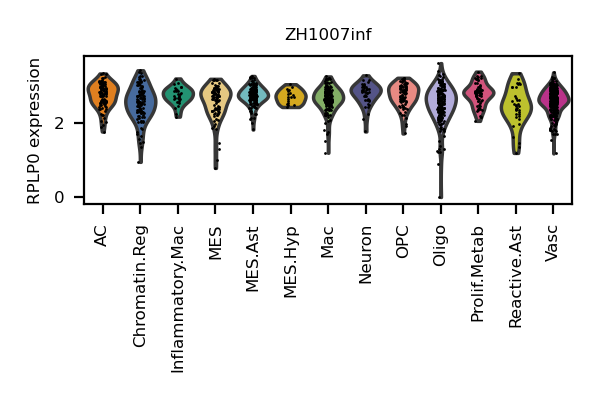 ZH1007inf
RPLP0 expression
2
0
AC
Chromatin.Reg
Inflammatory.Mac
MES
MES.Ast
MES.Hyp
Mac
Neuron
OPC
Oligo
Prolif.Metab
Reactive.Ast
Vasc